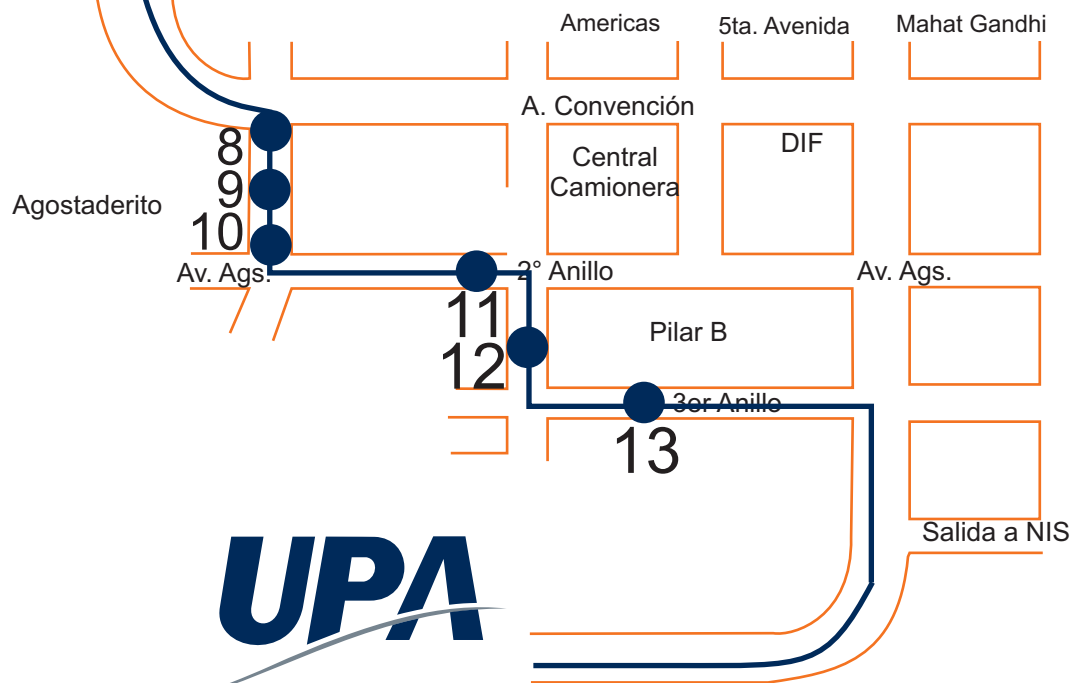 Americas
5ta. Avenida
Mahat Gandhi
A. Convención
8
Central
Camionera
DIF
9
Agostaderito
10
Av. Ags.
2° Anillo
Av. Ags.
11
Pilar B
12
3er Anillo
13
Salida a NIS
UPA